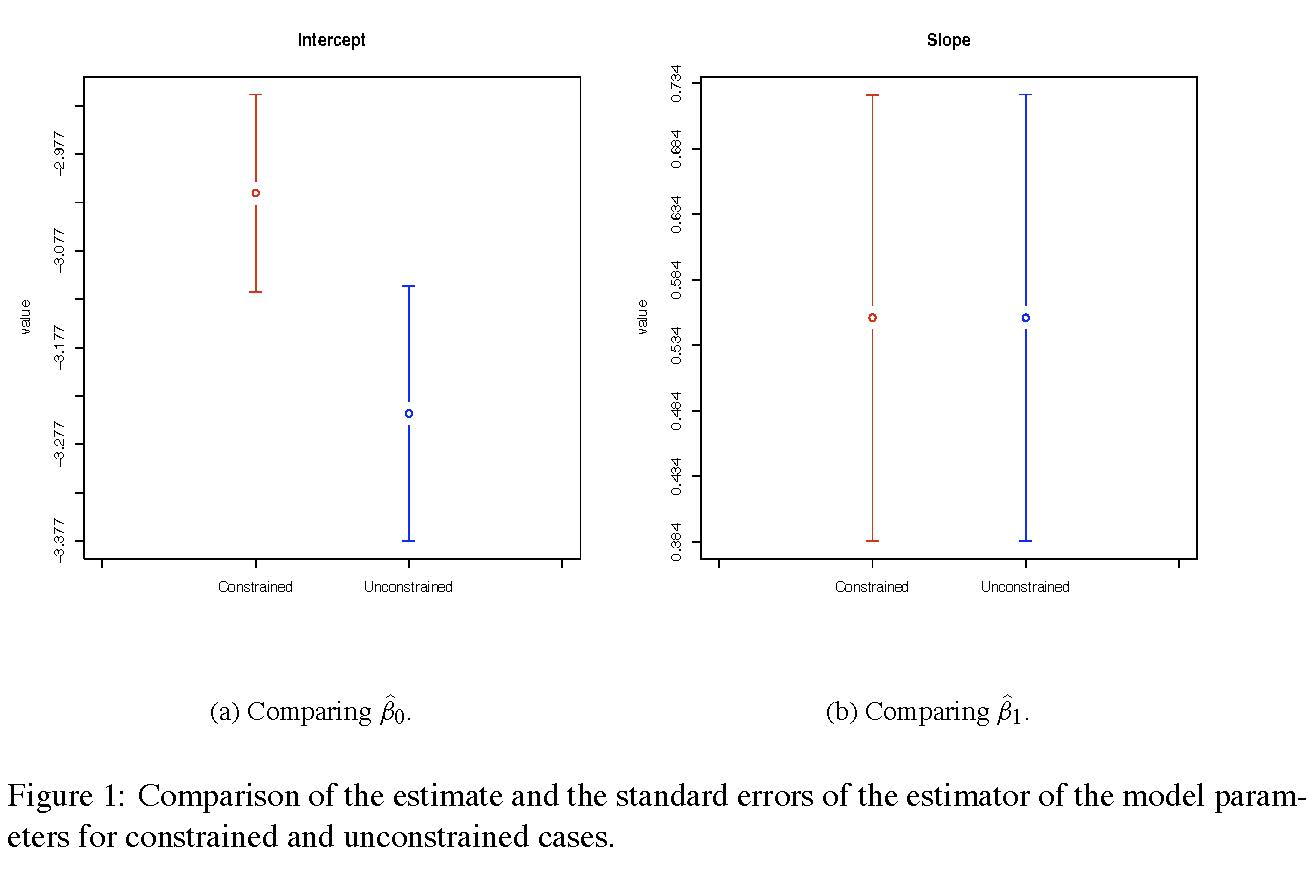 Intercept
Slope
value
-2.977
-3.077
-3.177
-3.277
-3.377
Constrained Unconstrained
value
0.734
0.684
0.634
0.584
0.534
0.484
0.434
0.384
Constrained Unconstrained
(a) Comparing β̂0.
(b) Comparing β̂1.
Figure 1: Comparison of the estimate and the standard errors of the estimator of the model param-
eters for constrained and unconstrained cases.